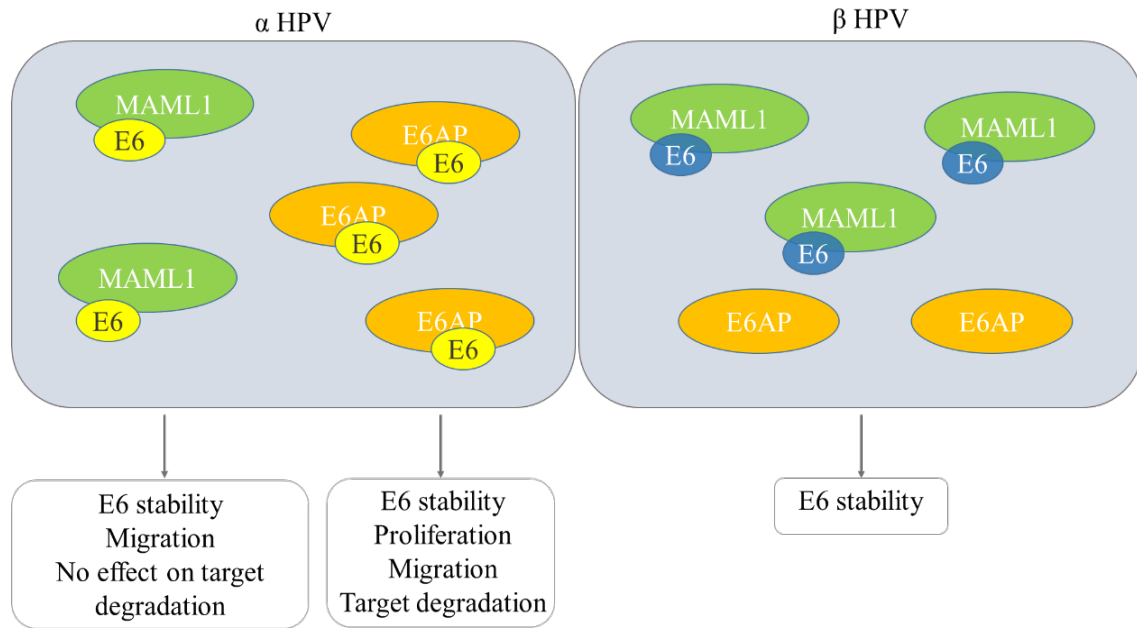 α HPV
MAML1
E6
E6AP
E6
E6AP
E6
MAML1
E6
E6AP
E6
β HPV
MAML1
E6
MAML1
E6
MAML1
E6
E6AP
E6AP
E6 stability
Migration
No effect on target
degradation
E6 stability
Proliferation
Migration
Target degradation
E6 stability